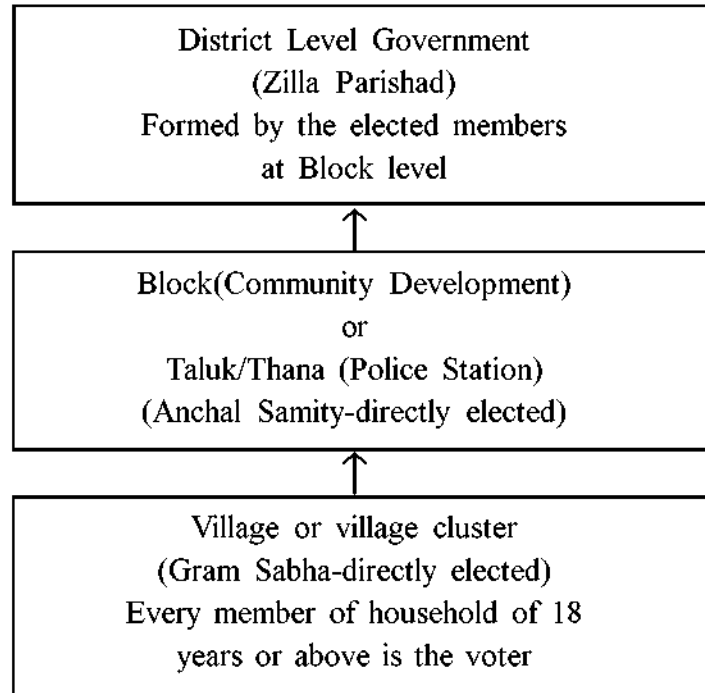 District Level Government
(Zilla Parishad)
Formed by the elected members
at Block level
Block(Community Development)
or
Taluk/Thana (Police Station)
(Anchal Samity-directly elected)
Village or village cluster
(Gram Sabha-directly elected)
Every member of household of 18
years or above is the voter